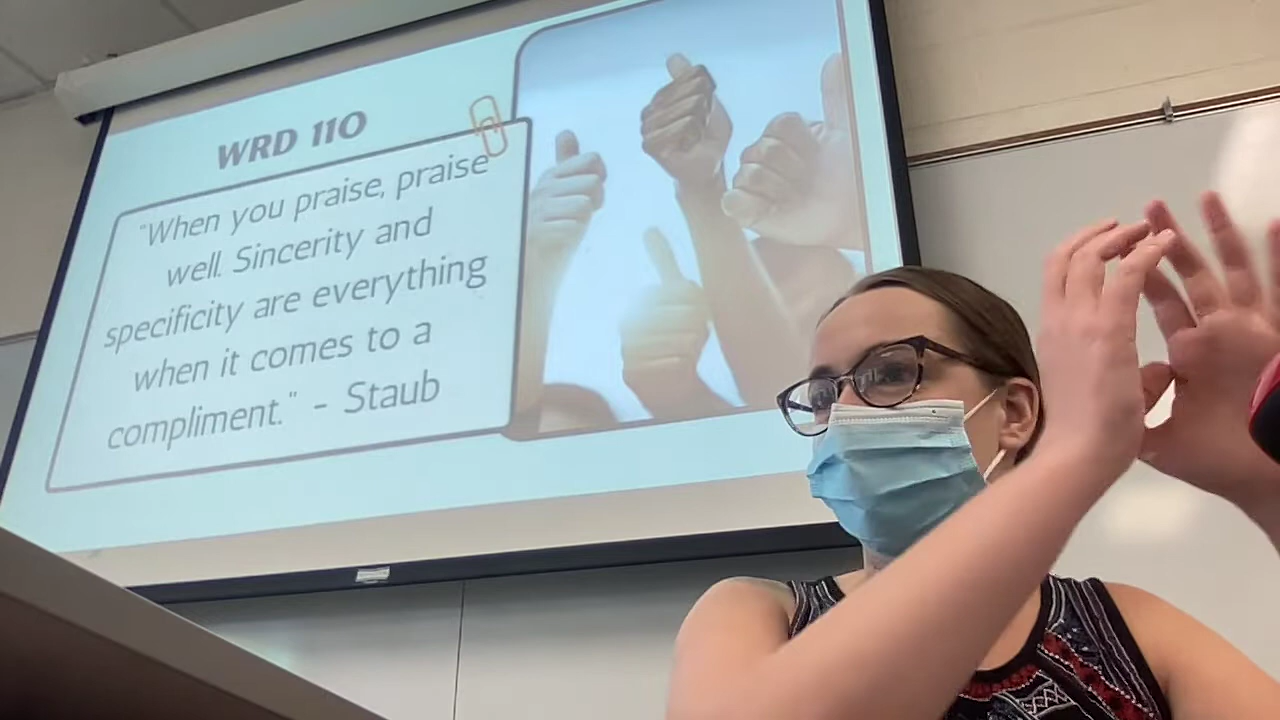 WRD 110
"When you praise, praise
well. Sincerity and
specificity are everything
when it comes to a
compliment." - Staub